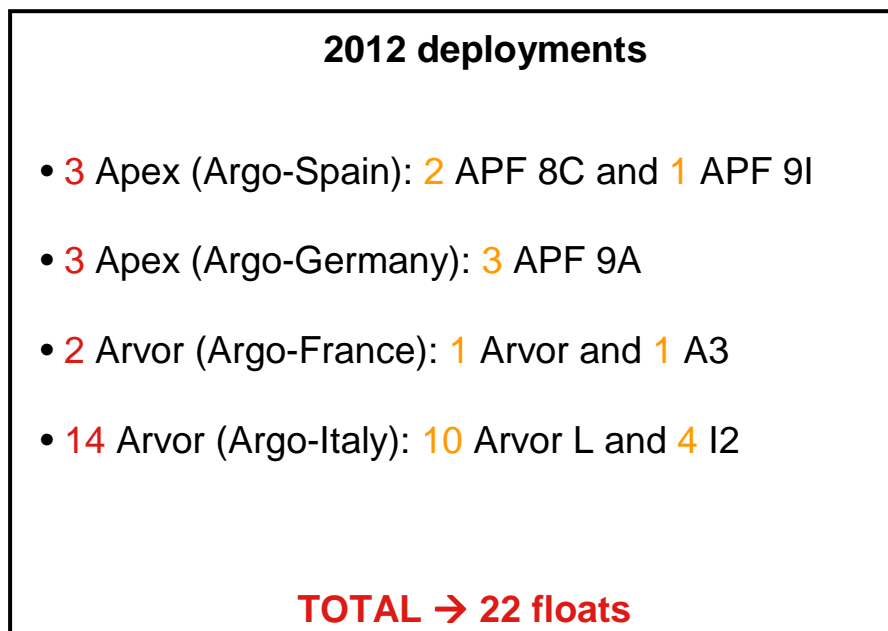 2012 deployments
• 3 Apex (Argo-Spain): 2 APF 8C and 1 APF 9I
• 3 Apex (Argo-Germany): 3 APF 9A
• 2 Arvor (Argo-France): 1 Arvor and 1 A3
• 14 Arvor (Argo-Italy): 10 Arvor L and 4 I2
TOTAL → 22 floats